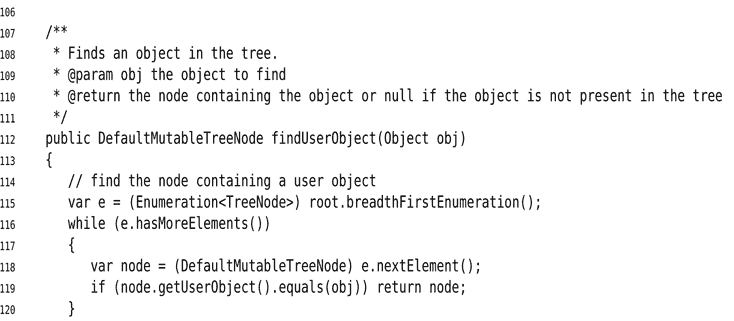 106
107 /**
108 * Finds an object in the tree.
109 * @param obj the object to find
110 * @return the node containing the object or null if the object is not present in the tree
111 */
112 public DefaultMutableTreeNode findUserObject(Object obj)
113 {
114 // find the node containing a user object
115 var e = (Enumeration<TreeNode>) root.breadthFirstEnumeration();
116 while (e.hasMoreElements())
117 {
118 var node = (DefaultMutableTreeNode) e.nextElement();
119 if (node.getUserObject().equals(obj)) return node;
120 }